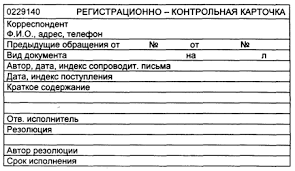 0229140 РЕГИСТРАЦИОННО – КОНТРОЛЬНАЯ КАРТОЧКА
Корреспондент
Ф.И.О., адрес, телефон
Предыдущие обращения от № от №
Вид документа на л
Автор, дата, индекс сопроводит. письма
Дата, индекс поступления
Краткое содержание
Отв. исполнитель
Резолюция
Автор резолюции
Срок исполнения